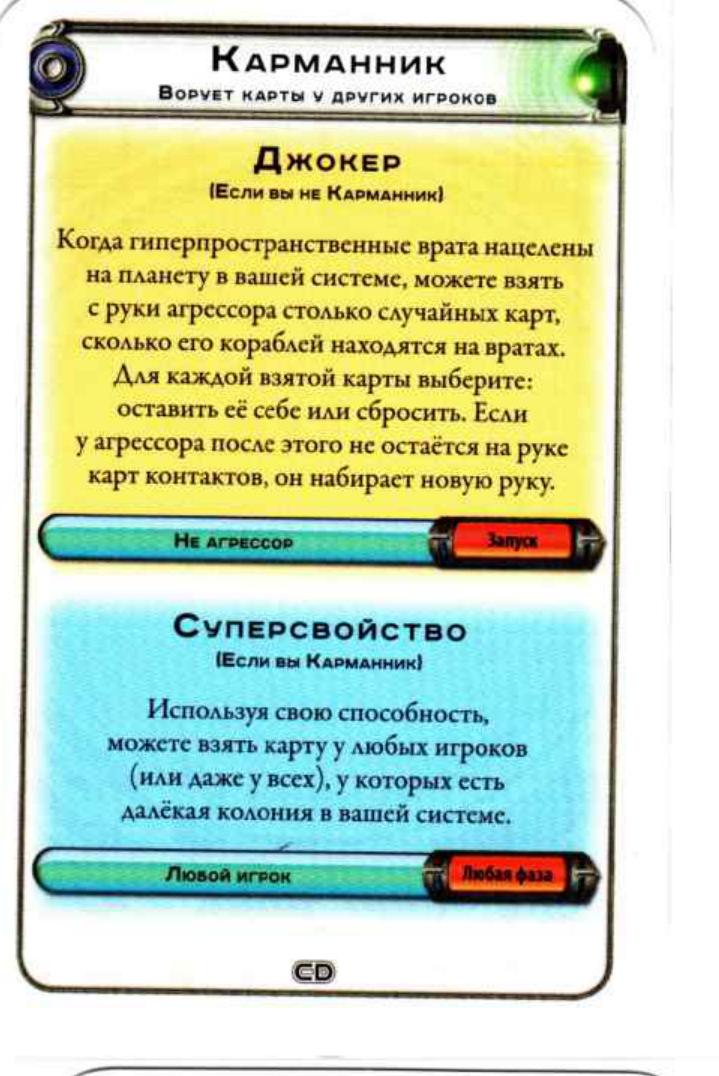 Карманник
Ворует карты у других игроков
Джокер
(Если вы не Карманник)
Когда гиперпространственные врата нацелены
на планету в вашей системе, можете взять
с руки агрессора столько случайных карт,
сколько его кораблей находятся на вратах.
Для каждой взятой карты выберите:
оставить её себе или сбросить. Если
у агрессора после этого не остаётся на руке
карт контактов, он набирает новую руку.
Не агрессор
Запуск
Суперсвойство
(Если вы Карманник)
Используя свою способность,
можете взять карту у любых игроков
(или даже у всех), у которых есть
далёкая колония в вашей системе.
Любой игрок
Любая фаза
CD